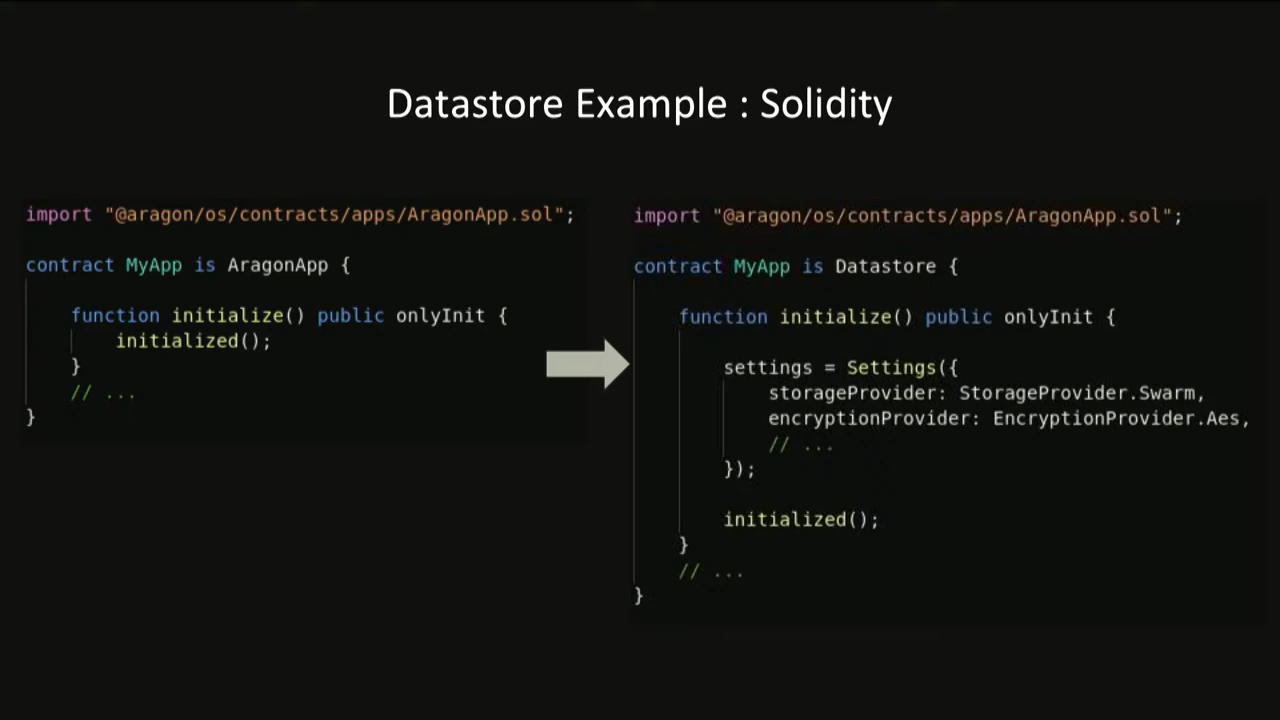 Datastore Example : Solidity
import "@aragon/os/contracts/apps/AragonApp.sol";
contract MyApp is AragonApp {
function initialize() public onlyInit {
initialized();
}
// ...
}
import "@aragon/os/contracts/apps/AragonApp.sol";
contract MyApp is Datastore {
function initialize() public onlyInit {
settings = Settings({
storageProvider: StorageProvider.Swarm,
encryptionProvider: EncryptionProvider.Aes,
// ...
});
initialized();
}
// ...
}